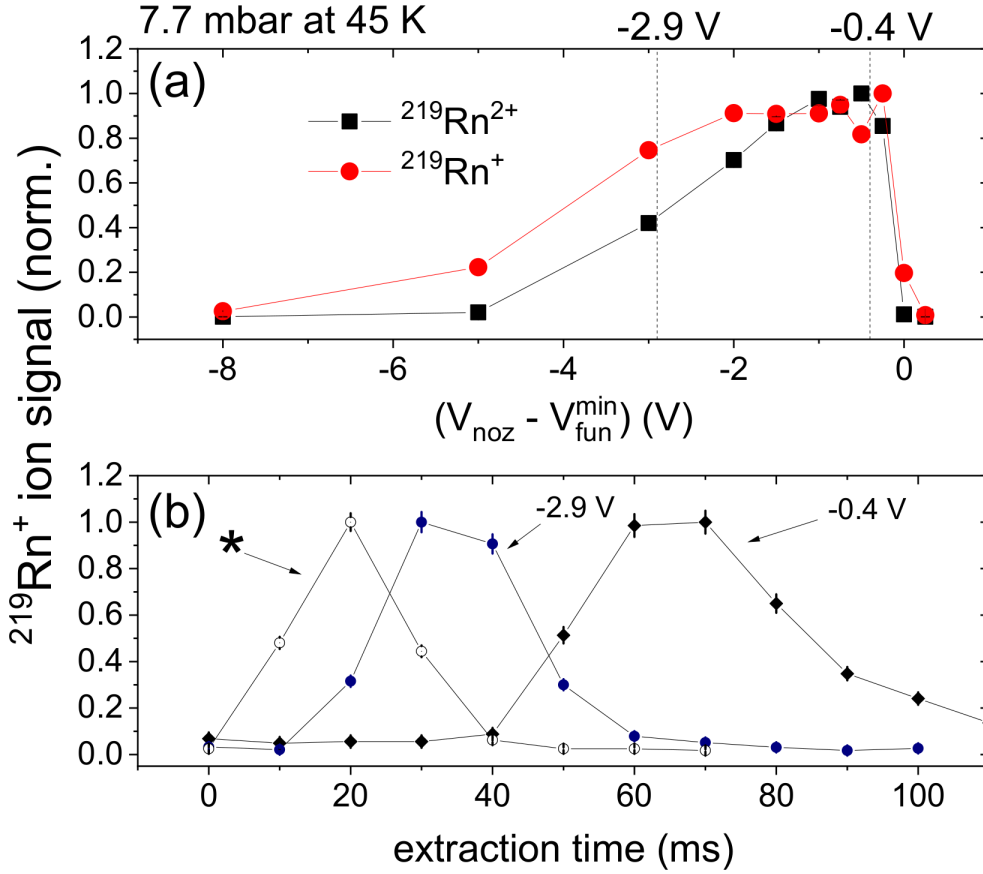 7.7 mbar at 45 K
-2.9 V
-0.4 V
(a)
²¹⁹Rn²⁺
²¹⁹Rn⁺
1.2
1.0
0.8
0.6
0.4
0.2
0.0
-8
-6
-4
-2
0
(V_noz - V_fun^min) (V)
²¹⁹Rn⁺ ion signal (norm.)
(b)
*
-2.9 V
-0.4 V
1.2
1.0
0.8
0.6
0.4
0.2
0.0
0
20
40
60
80
100
extraction time (ms)